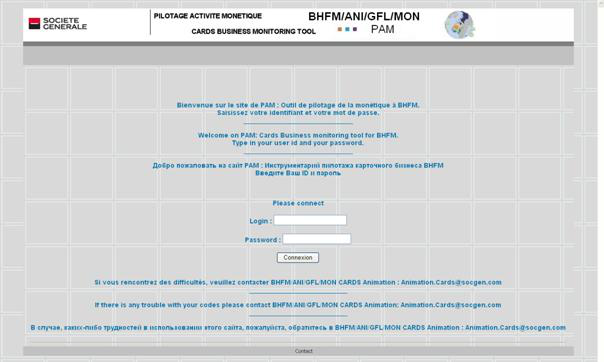 SOCIETE
GENERALE
PILOTAGE ACTIVITE MONETIQUE
CARDS BUSINESS MONITORING TOOL
BHFM/ANI/GFL/MON
PAM
Bienvenue sur le site de PAM : Outil de pilotage de la monétique à BHFM.
Saisissez votre identifiant et votre mot de passe.
Welcome on PAM: Cards Business monitoring tool for BHFM.
Type in your user id and your password.
Добро пожаловать на сайт PAM : Инструментарий пилотажа карточного бизнеса BHFM
Введите Ваш ID и пароль
Please connect
Login :
Password :
Connexion
Si vous rencontrez des difficultés, veuillez contacter BHFM/ANI/GFL/MON CARDS Animation : Animation.Cards@socgen.com
If there is any trouble with your codes please contact BHFM/ANI/GFL/MON CARDS Animation: Animation.Cards@socgen.com
В случае, каких-либо трудностей в использовании этого сайта, пожалуйста, обратитесь в BHFM/ANI/GFL/MON CARDS Animation : Animation.Cards@socgen.com
Contact